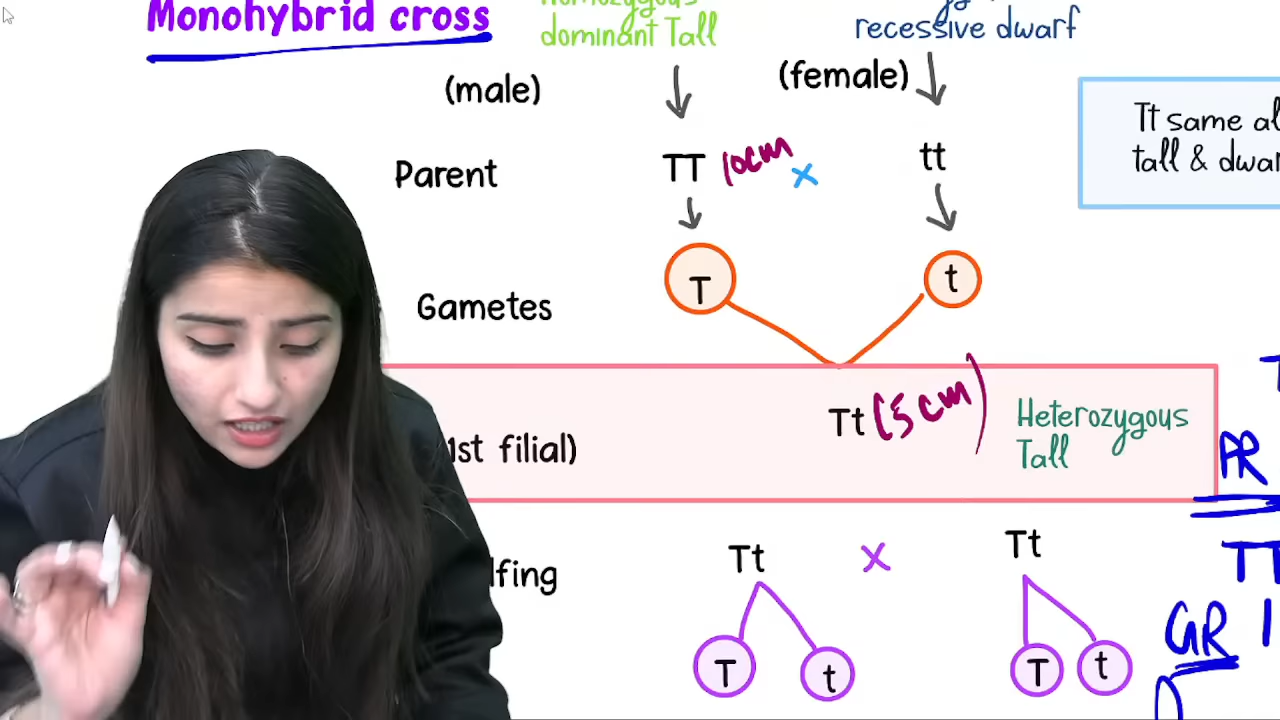 Monohybrid cross
dominant Tall
recessive dwarf
(male)
(female)
Parent
TT 10cm x
tt
Tt same al
tall & dwar
T
t
Gametes
Tt (5cm)
Heterozygous
Tall
1st filial)
PR
Tt x Tt
lfing
TT
GR
T
t
T
t